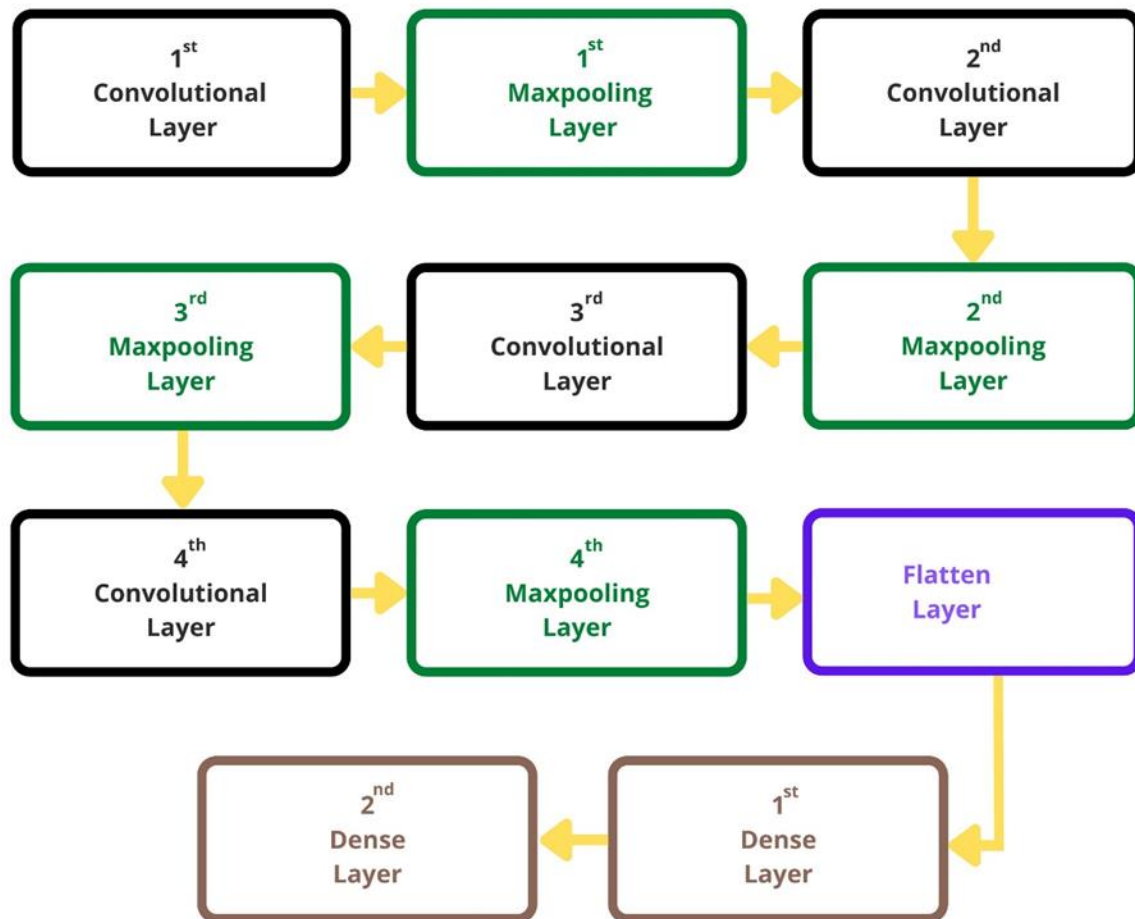 1st
Convolutional
Layer
1st
Maxpooling
Layer
2nd
Convolutional
Layer
2nd
Maxpooling
Layer
3rd
Convolutional
Layer
3rd
Maxpooling
Layer
4th
Convolutional
Layer
4th
Maxpooling
Layer
Flatten
Layer
1st
Dense
Layer
2nd
Dense
Layer